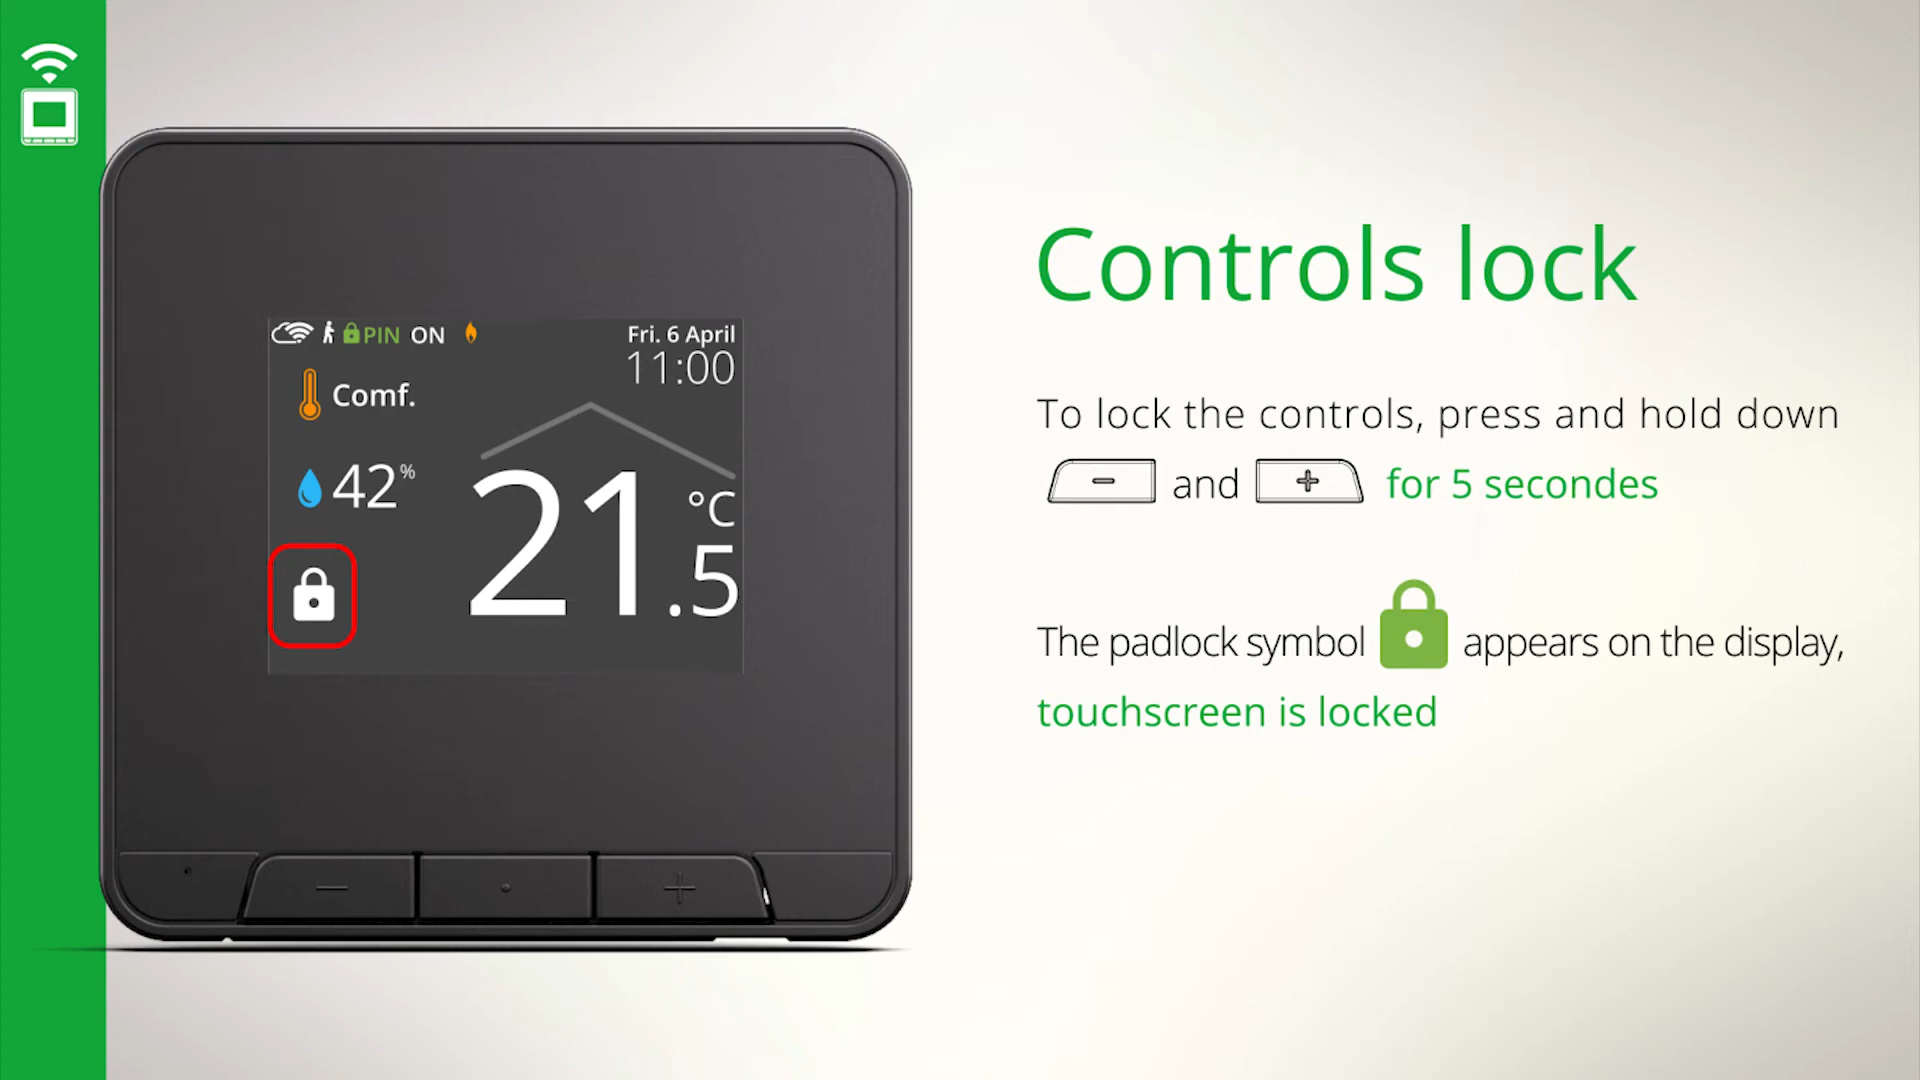 PIN ON
Fri. 6 April
11:00
Comf.
42%
21.5 °C
Controls lock
To lock the controls, press and hold down
- and + for 5 secondes
The padlock symbol appears on the display,
touchscreen is locked